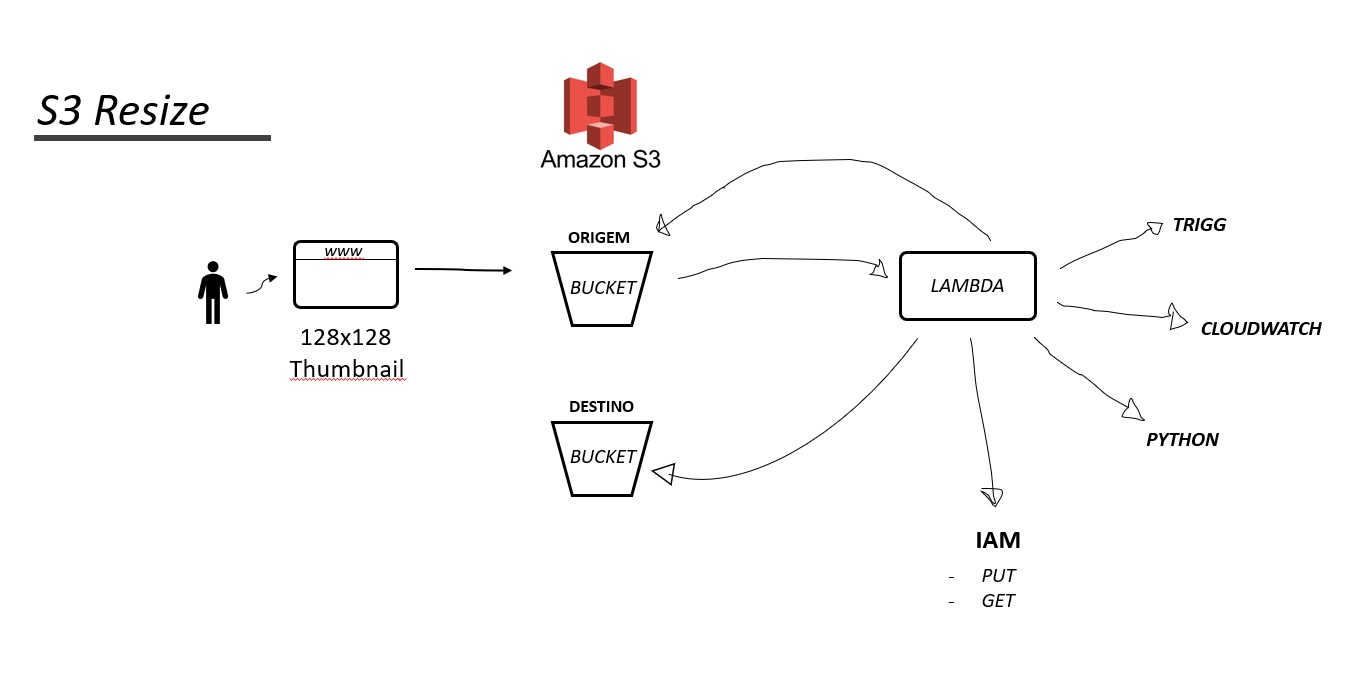 S3 Resize
Amazon S3
www
128x128
Thumbnail
ORIGEM
BUCKET
DESTINO
BUCKET
LAMBDA
TRIGG
CLOUDWATCH
PYTHON
IAM
- PUT
- GET